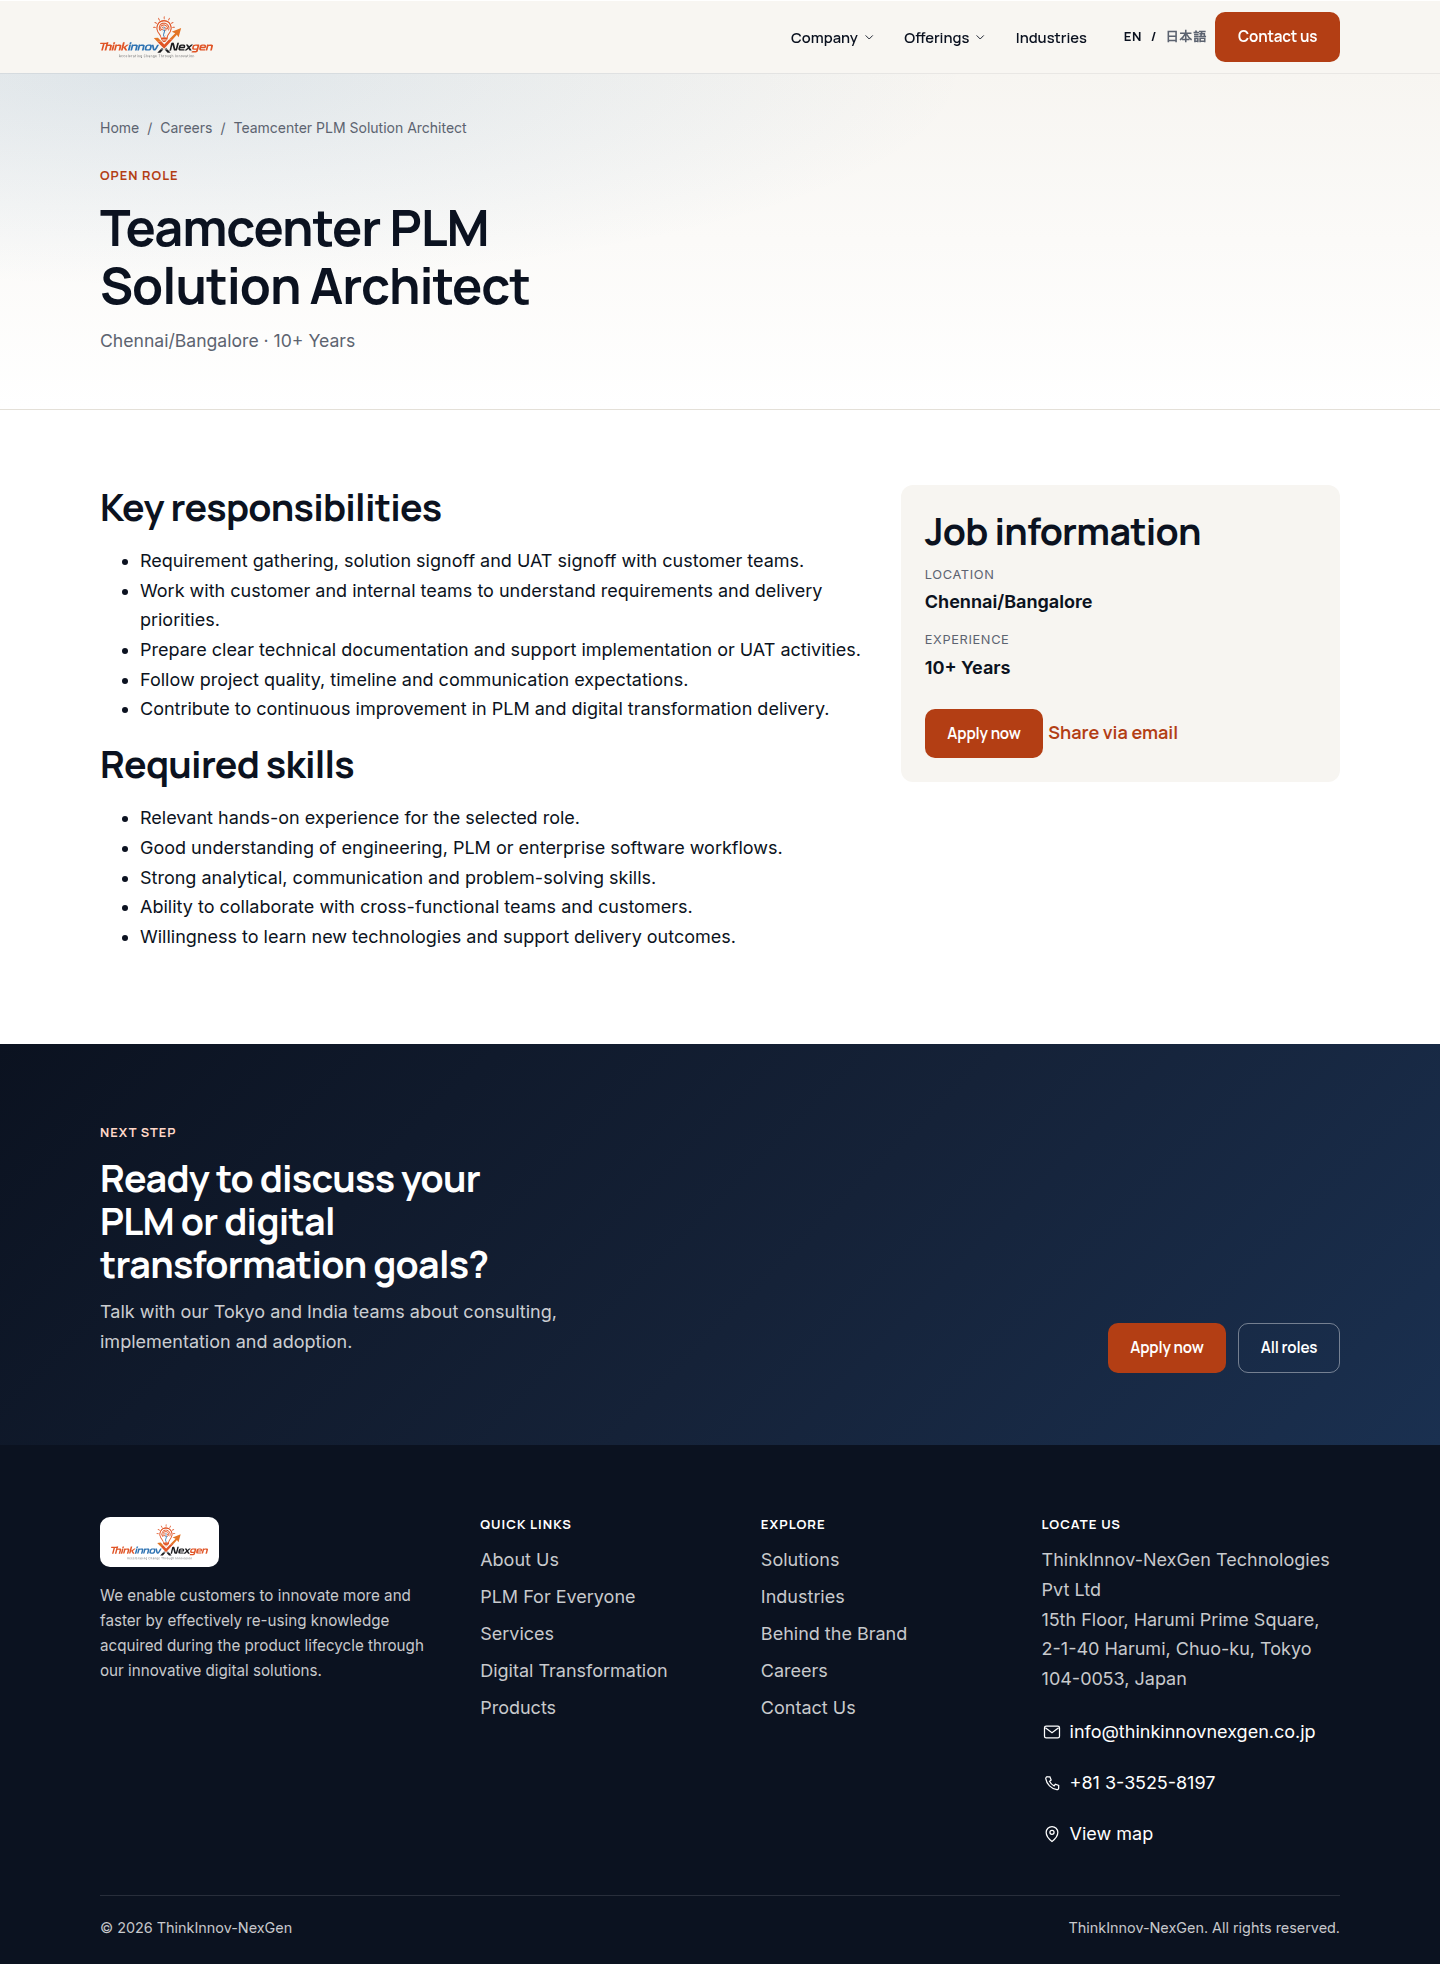 ThinkinnovXNexgen
Accelerating Change Through Innovation
Company
Offerings
Industries
EN / 日本語
Contact us
Home / Careers / Teamcenter PLM Solution Architect
OPEN ROLE
Teamcenter PLM
Solution Architect
Chennai/Bangalore · 10+ Years
Key responsibilities
• Requirement gathering, solution signoff and UAT signoff with customer teams.
• Work with customer and internal teams to understand requirements and delivery
priorities.
• Prepare clear technical documentation and support implementation or UAT activities.
• Follow project quality, timeline and communication expectations.
• Contribute to continuous improvement in PLM and digital transformation delivery.
Required skills
• Relevant hands-on experience for the selected role.
• Good understanding of engineering, PLM or enterprise software workflows.
• Strong analytical, communication and problem-solving skills.
• Ability to collaborate with cross-functional teams and customers.
• Willingness to learn new technologies and support delivery outcomes.
Job information
LOCATION
Chennai/Bangalore
EXPERIENCE
10+ Years
Apply now
Share via email
NEXT STEP
Ready to discuss your
PLM or digital
transformation goals?
Talk with our Tokyo and India teams about consulting,
implementation and adoption.
Apply now
All roles
ThinkinnovXNexgen
Accelerating Change Through Innovation
We enable customers to innovate more and
faster by effectively re-using knowledge
acquired during the product lifecycle through
our innovative digital solutions.
QUICK LINKS
About Us
PLM For Everyone
Services
Digital Transformation
Products
EXPLORE
Solutions
Industries
Behind the Brand
Careers
Contact Us
LOCATE US
ThinkInnov-NexGen Technologies
Pvt Ltd
15th Floor, Harumi Prime Square,
2-1-40 Harumi, Chuo-ku, Tokyo
104-0053, Japan
info@thinkinnovnexgen.co.jp
+81 3-3525-8197
View map
© 2026 ThinkInnov-NexGen
ThinkInnov-NexGen. All rights reserved.